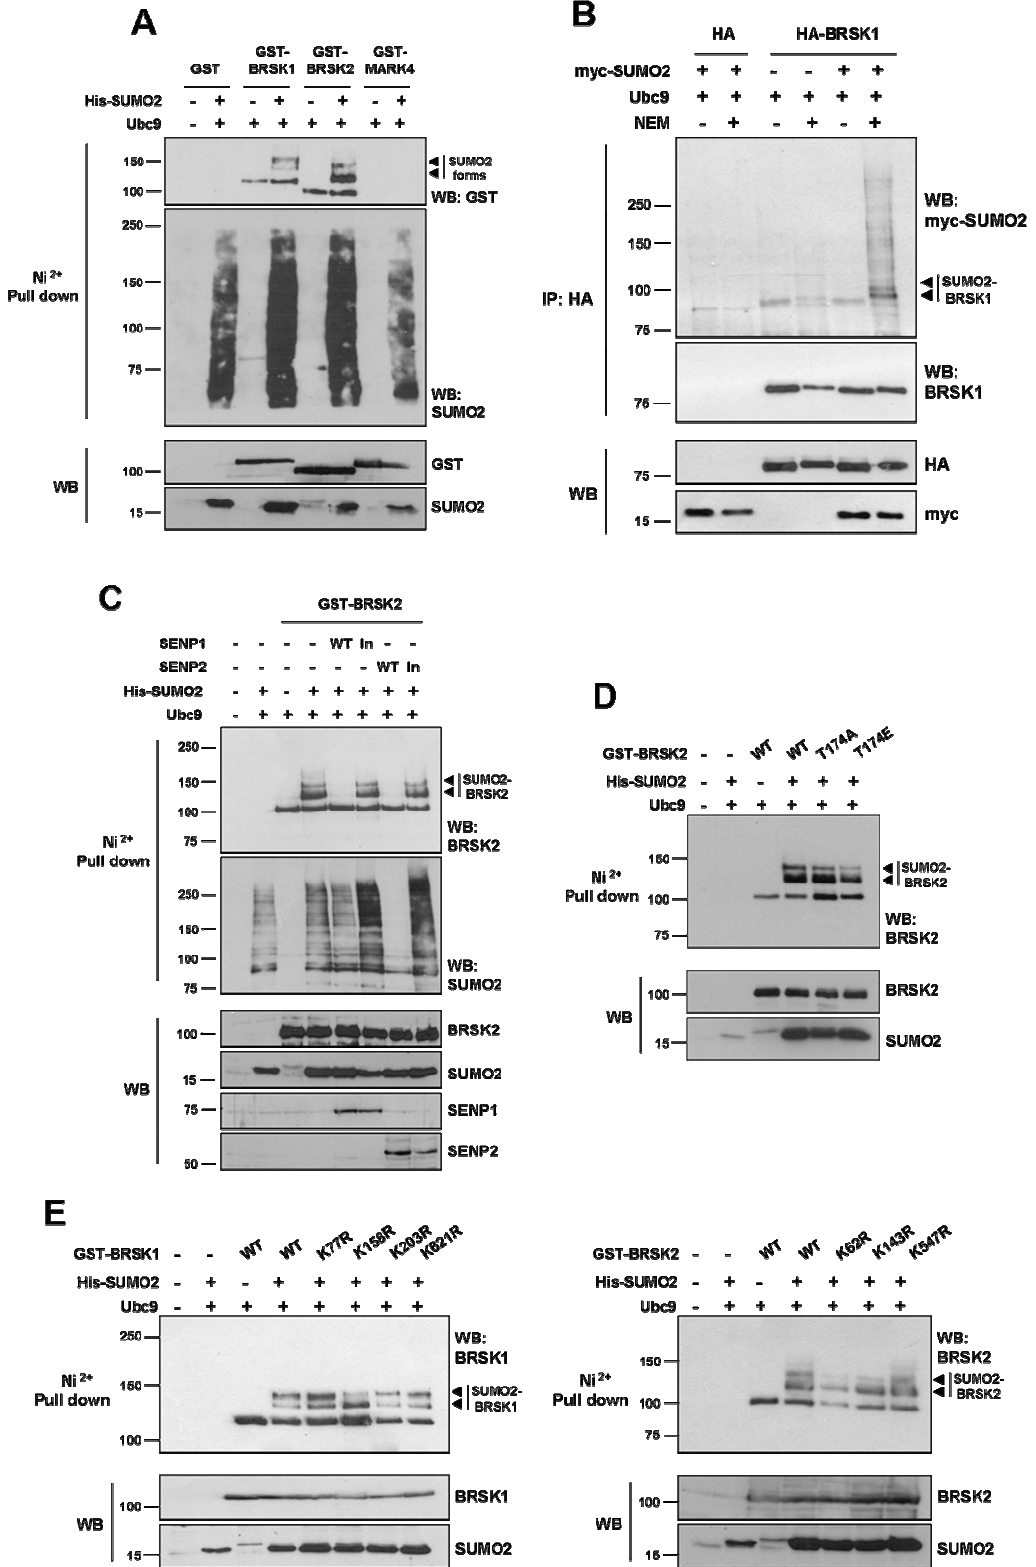 A
GST GST-BRSK1 GST-BRSK2 GST-MARK4
His-SUMO2 - + - + - + - +
Ubc9 - + + + + + + +
150
100
SUMO2 forms
WB: GST
250
150
100
75
WB: SUMO2
Ni 2+ Pull down
WB
100
GST
15
SUMO2
B
HA HA-BRSK1
myc-SUMO2 + + - - + +
Ubc9 + + + + + +
NEM - + - + - +
250
150
100
75
WB: myc-SUMO2
SUMO2-BRSK1
IP: HA
76
WB: BRSK1
WB
75
HA
15
myc
C
GST-BRSK2
SENP1 - - - - WT In - -
SENP2 - - - - - - WT In
His-SUMO2 - + - + + + + +
Ubc9 - + + + + + + +
250
150
100
75
SUMO2-BRSK2
WB: BRSK2
Ni 2+ Pull down
250
150
100
75
WB: SUMO2
WB
100
BRSK2
15
SUMO2
75
SENP1
50
SENP2
D
GST-BRSK2 - - WT WT T174A T174E
His-SUMO2 - + - + + +
Ubc9 - + + + + +
150
100
75
SUMO2-BRSK2
WB: BRSK2
Ni 2+ Pull down
WB
100
BRSK2
15
SUMO2
E
GST-BRSK1 - - WT WT K77R K158R K203R K621R
His-SUMO2 - + - + + + + +
Ubc9 - + + + + + + +
250
150
100
WB: BRSK1
SUMO2-BRSK1
Ni 2+ Pull down
WB
100
BRSK1
15
SUMO2
GST-BRSK2 - - WT WT K62R K143R K547R
His-SUMO2 - + - + + + +
Ubc9 - + + + + + +
150
100
75
WB: BRSK2
SUMO2-BRSK2
Ni 2+ Pull down
WB
100
BRSK2
15
SUMO2